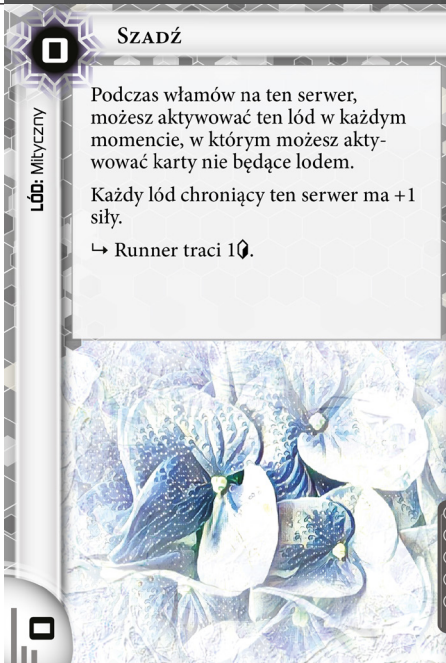 0
Szadź
LÓD: Mityczny
Podczas włamów na ten serwer,
możesz aktywować ten lód w każdym
momencie, w którym możesz akty-
wować karty nie będące lodem.
Każdy lód chroniący ten serwer ma +1
siły.
↳ Runner traci 1.
0